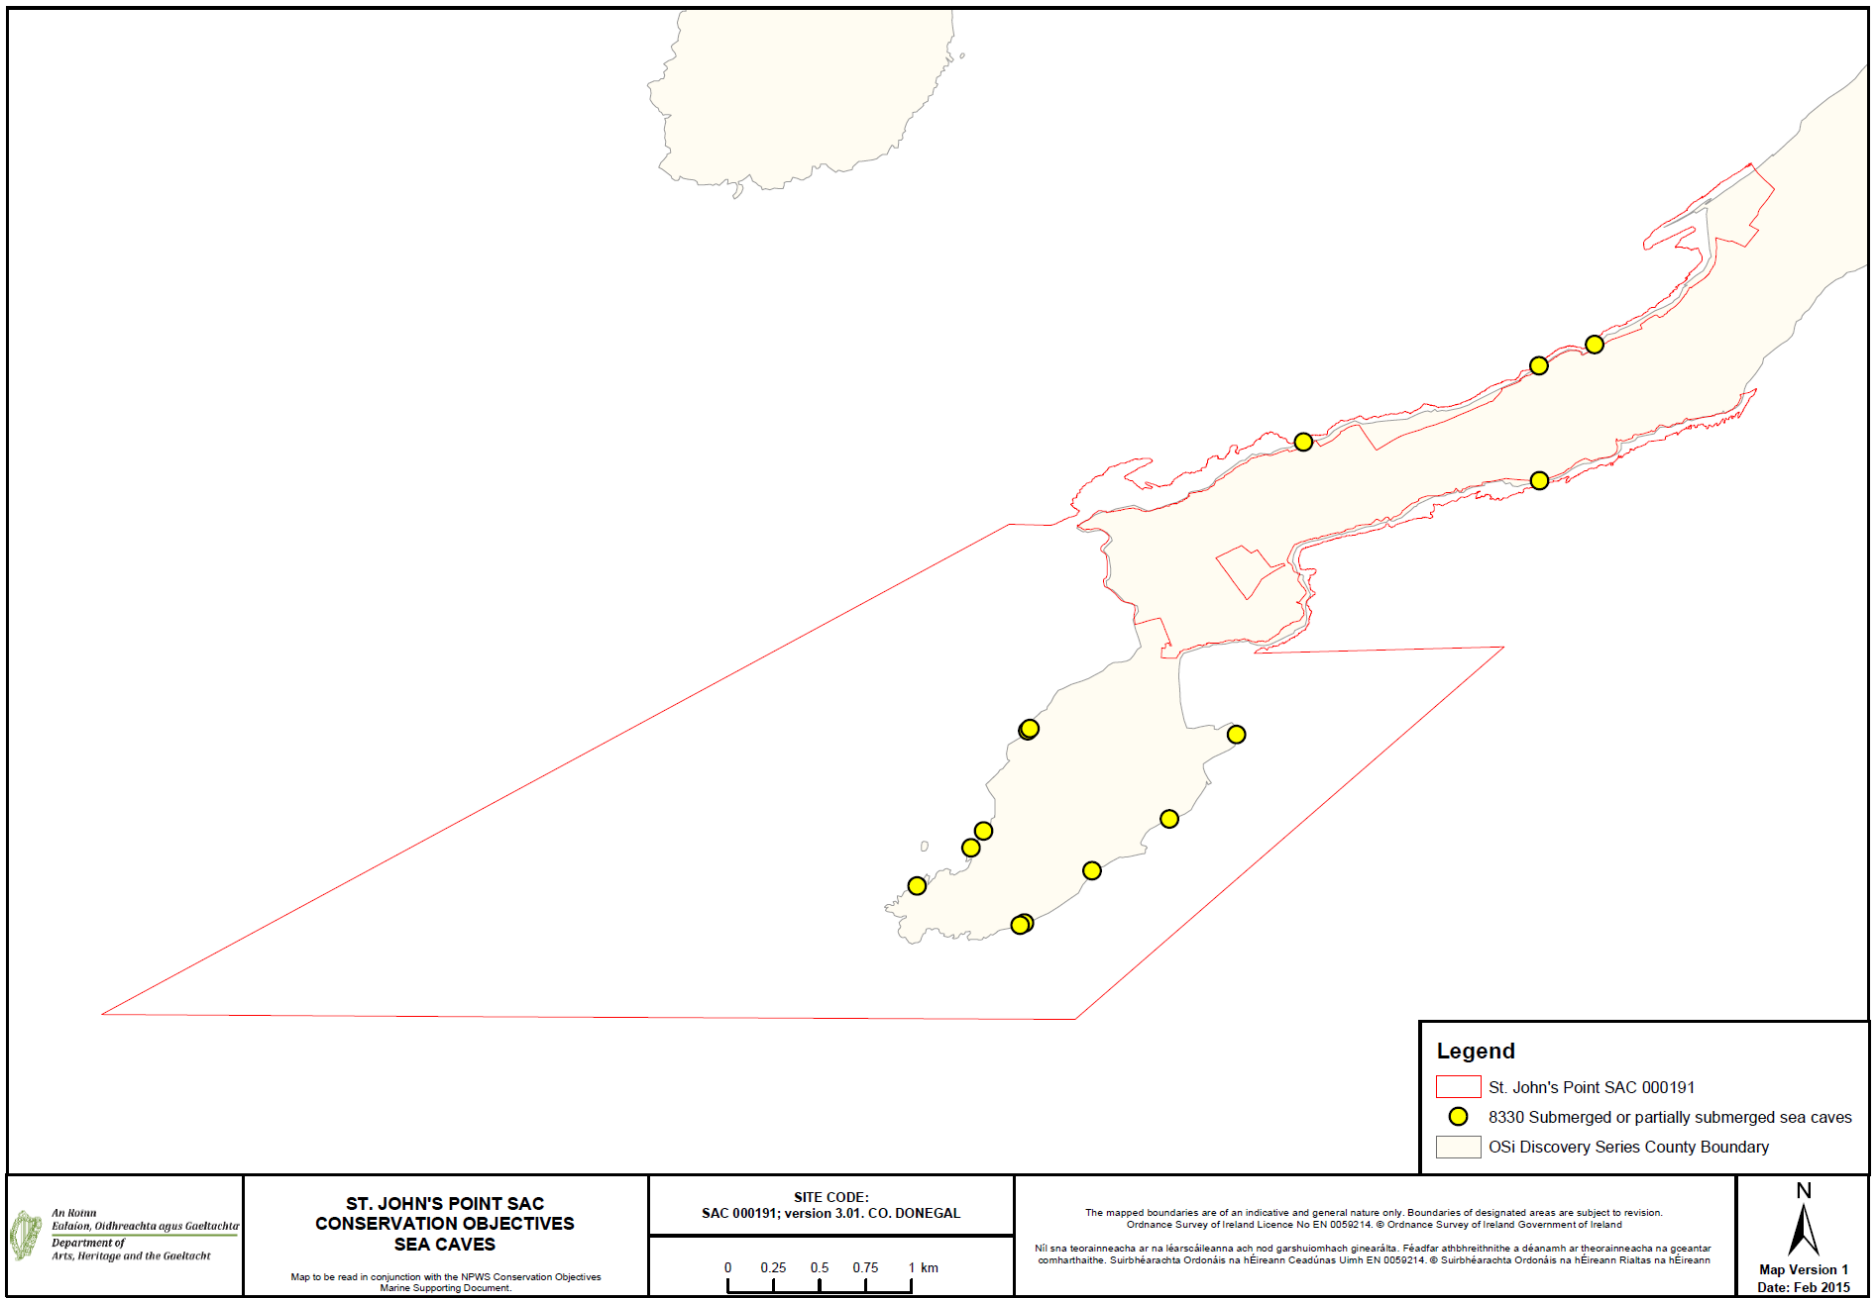 Legend
St. John's Point SAC 000191
8330 Submerged or partially submerged sea caves
OSi Discovery Series County Boundary
An Roinn
Ealaíon, Oidhreachta agus Gaeltachta
Department of
Arts, Heritage and the Gaeltacht
ST. JOHN'S POINT SAC
CONSERVATION OBJECTIVES
SEA CAVES
Map to be read in conjunction with the NPWS Conservation Objectives
Marine Supporting Document.
SITE CODE:
SAC 000191; version 3.01. CO. DONEGAL
0 0.25 0.5 0.75 1 km
The mapped boundaries are of an indicative and general nature only. Boundaries of designated areas are subject to revision.
Ordnance Survey of Ireland Licence No EN 0059214. © Ordnance Survey of Ireland Government of Ireland
Níl sna teorainneacha ar na léarscáileanna ach nod garshuiomhach ginearálta. Féadfar athbhreithnithe a déanamh ar theorainneacha na gceantar
comharthaithe. Suirbhéarachta Ordonáis na hÉireann Ceadúnas Uimh EN 0059214. © Suirbhéarachta Ordonáis na hÉireann Rialtas na hÉireann
N
Map Version 1
Date: Feb 2015